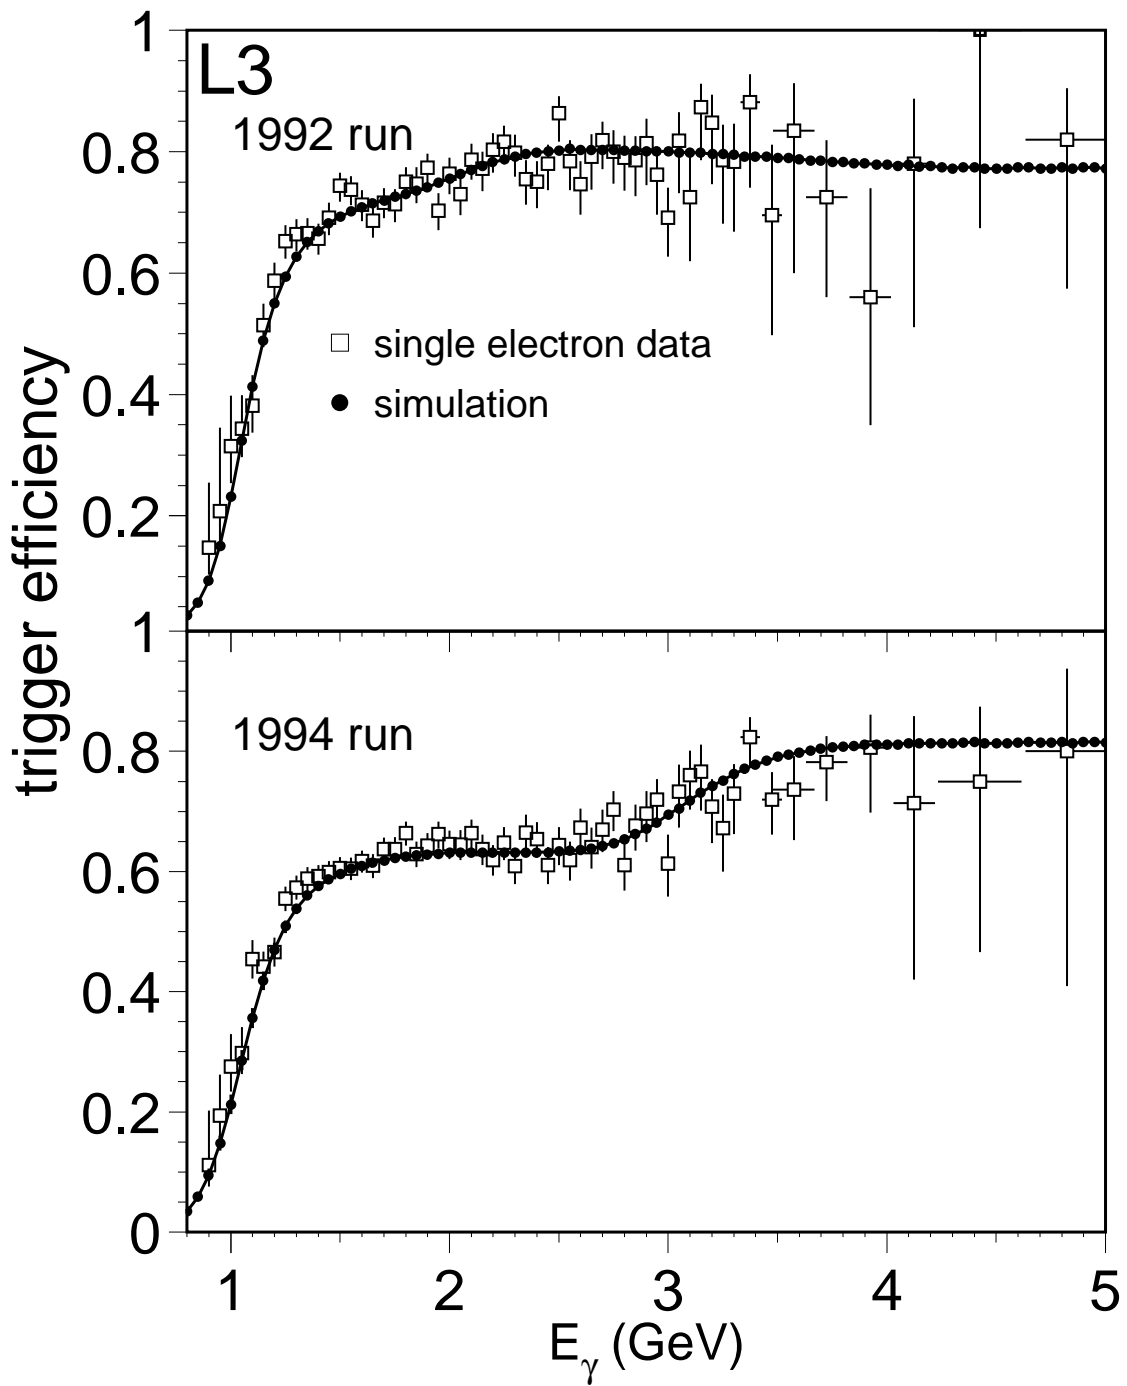 1
L3
1992 run
0.8
0.6
□ single electron data
● simulation
0.4
0.2
1
trigger efficiency
1994 run
0.8
0.6
0.4
0.2
0
1 2 3 4 5
Eγ (GeV)